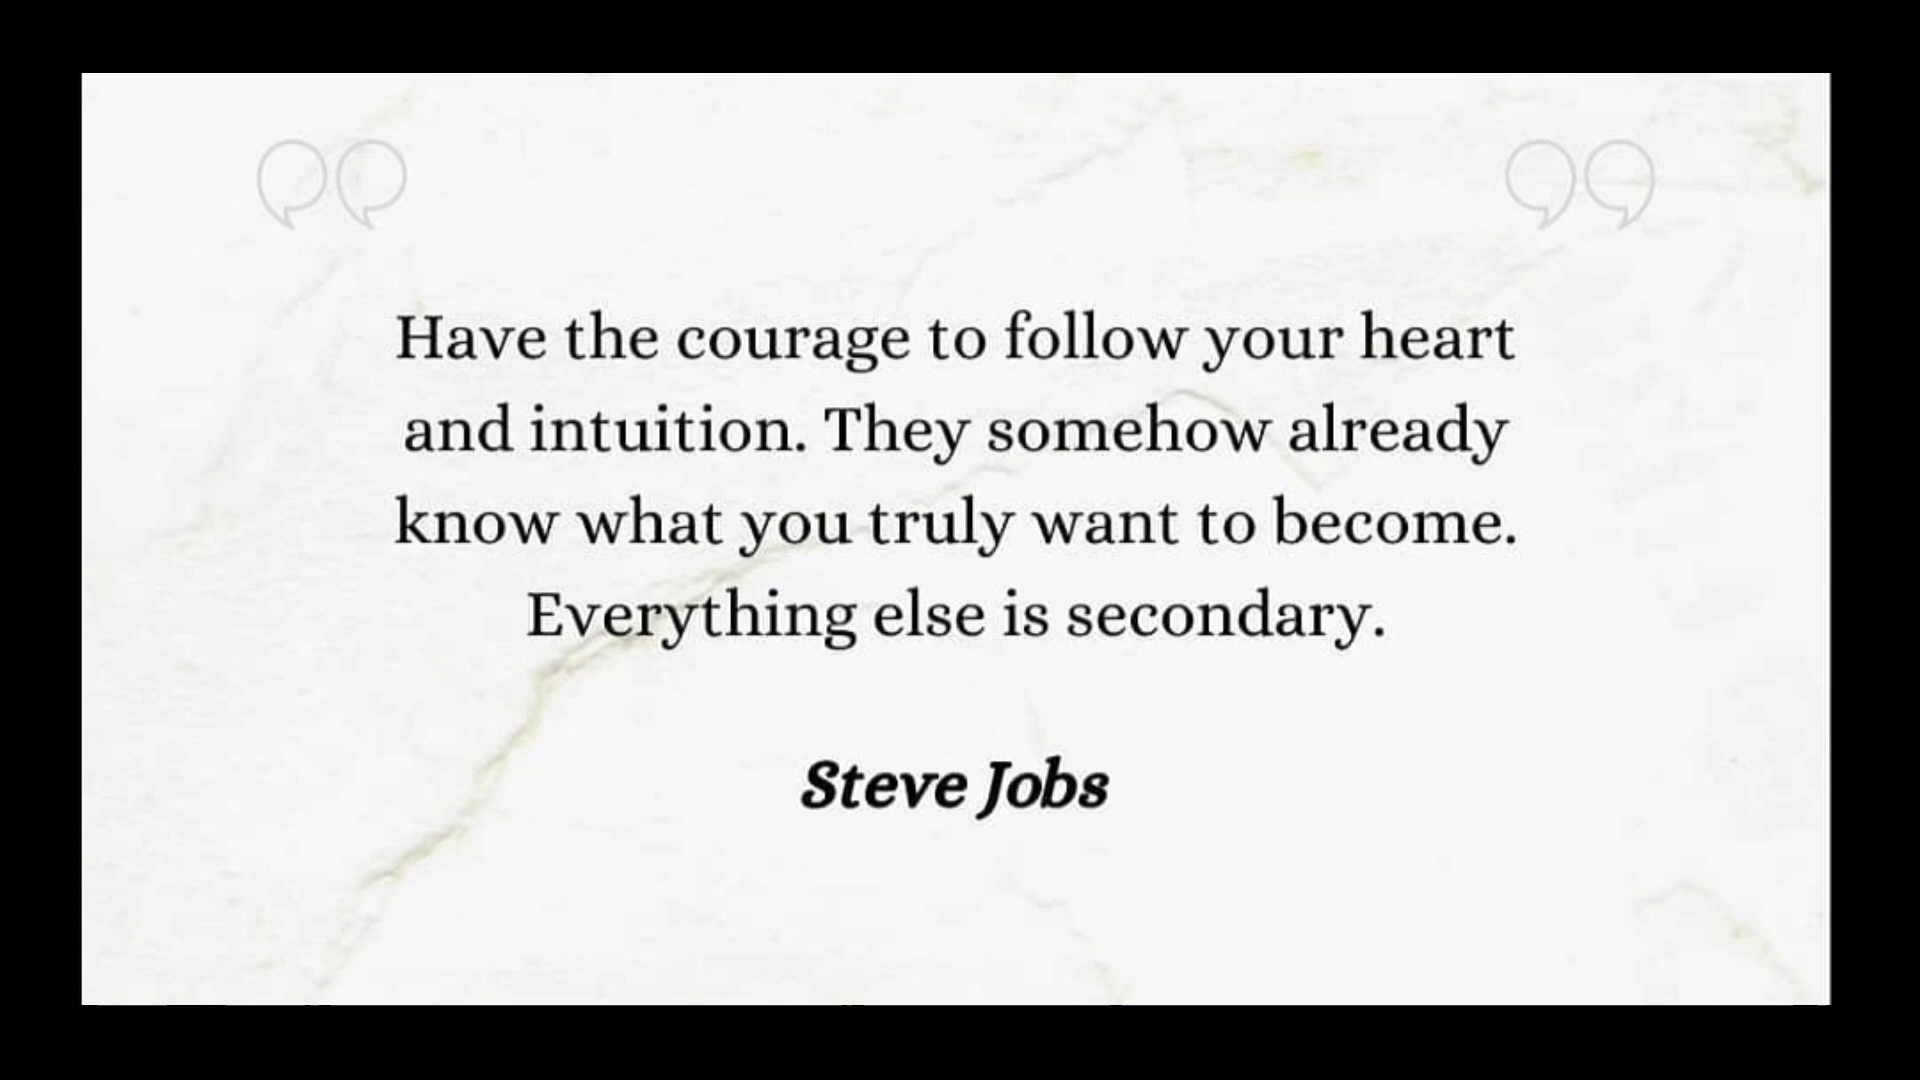 Have the courage to follow your heart
and intuition. They somehow already
know what you truly want to become.
Everything else is secondary.
Steve Jobs